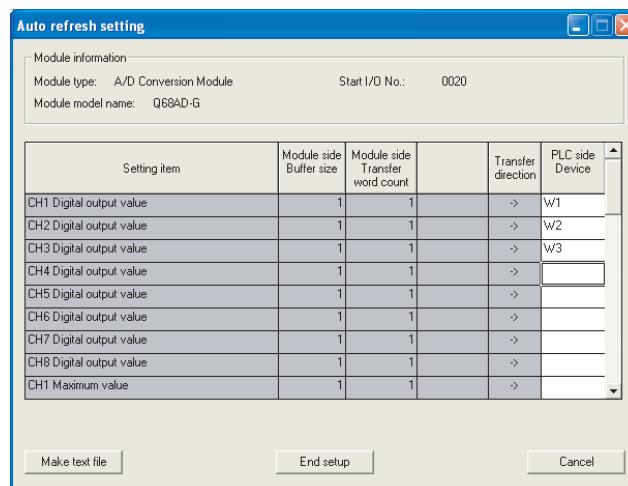 Auto refresh setting
Module information
Module type: A/D Conversion Module Start I/O No.: 0020
Module model name: Q68AD-G
Setting item Module side Buffer size Module side Transfer word count Transfer direction PLC side Device
CH1 Digital output value 1 1 -> W1
CH2 Digital output value 1 1 -> W2
CH3 Digital output value 1 1 -> W3
CH4 Digital output value 1 1 ->
CH5 Digital output value 1 1 ->
CH6 Digital output value 1 1 ->
CH7 Digital output value 1 1 ->
CH8 Digital output value 1 1 ->
CH1 Maximum value 1 1 ->
Make text file End setup Cancel